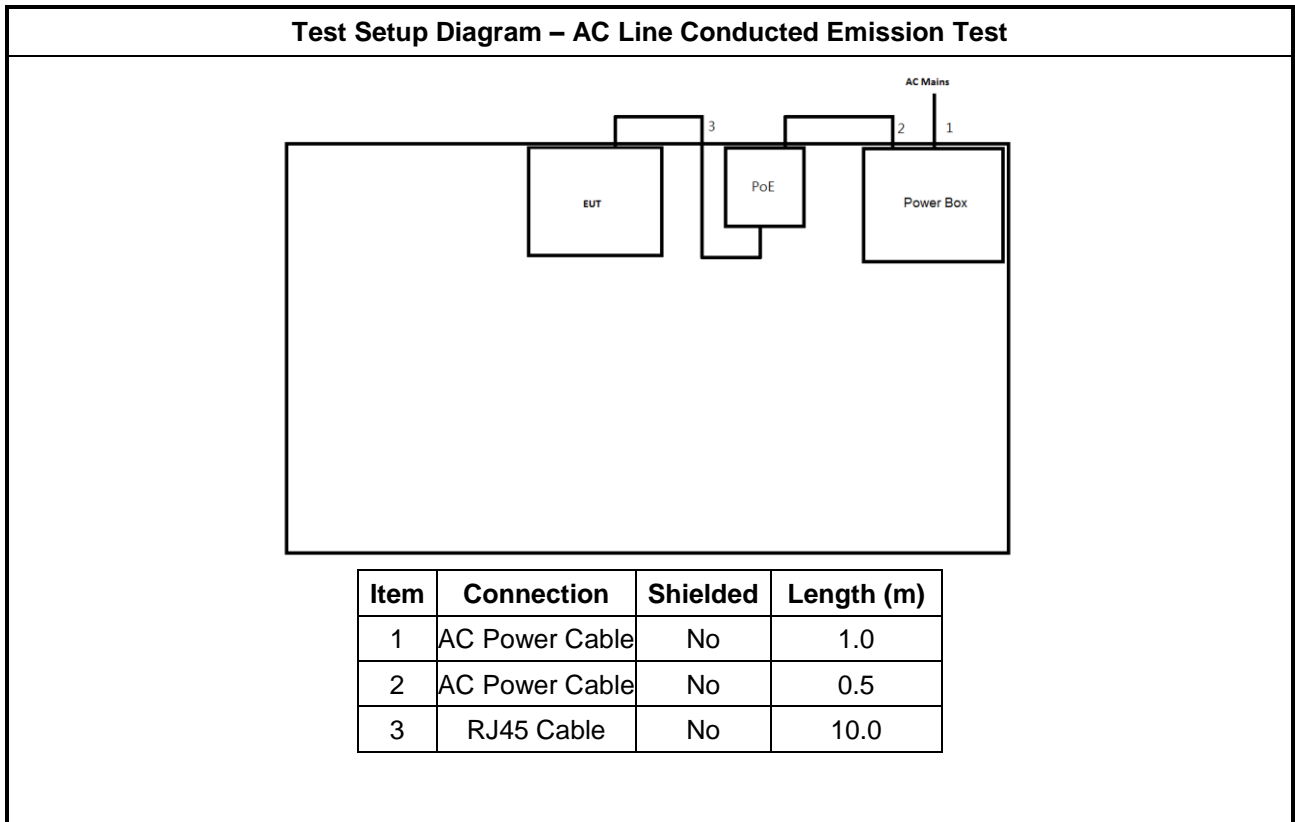 Test Setup Diagram – AC Line Conducted Emission Test
AC Mains
3
2
1
EUT
PoE
Power Box
Item Connection Shielded Length (m)
1 AC Power Cable No 1.0
2 AC Power Cable No 0.5
3 RJ45 Cable No 10.0